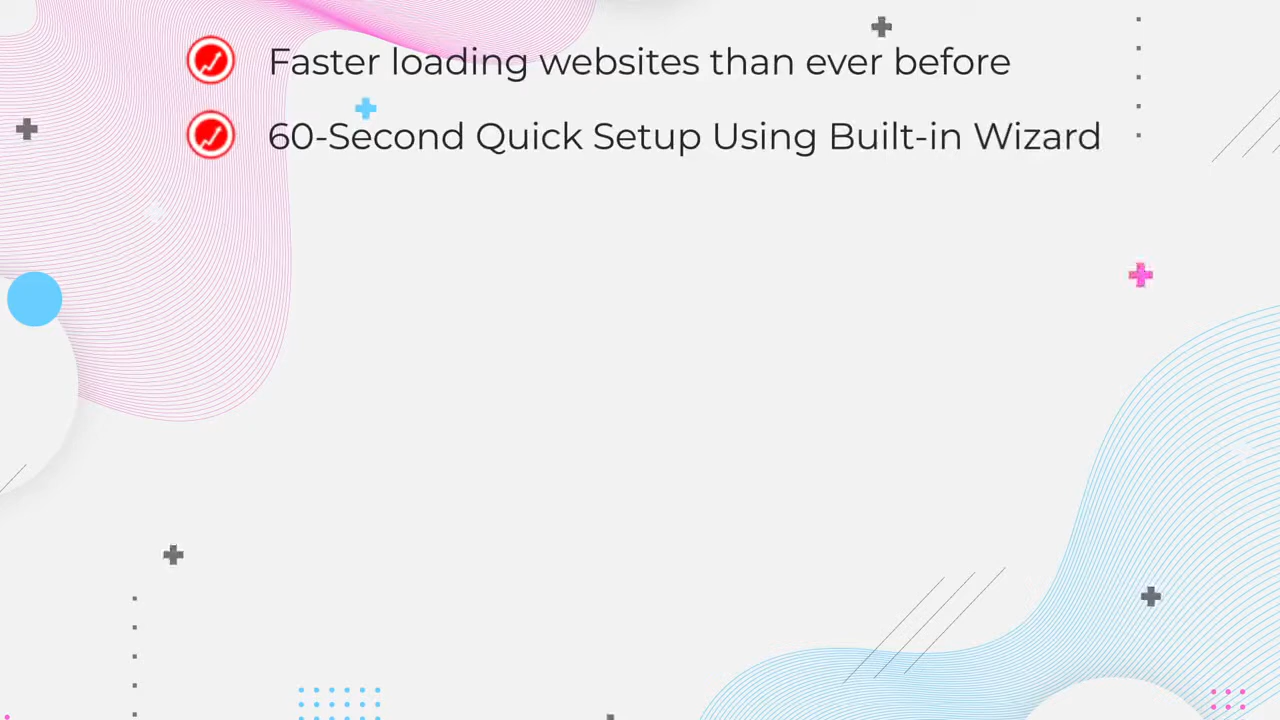 Faster loading websites than ever before
60-Second Quick Setup Using Built-in Wizard